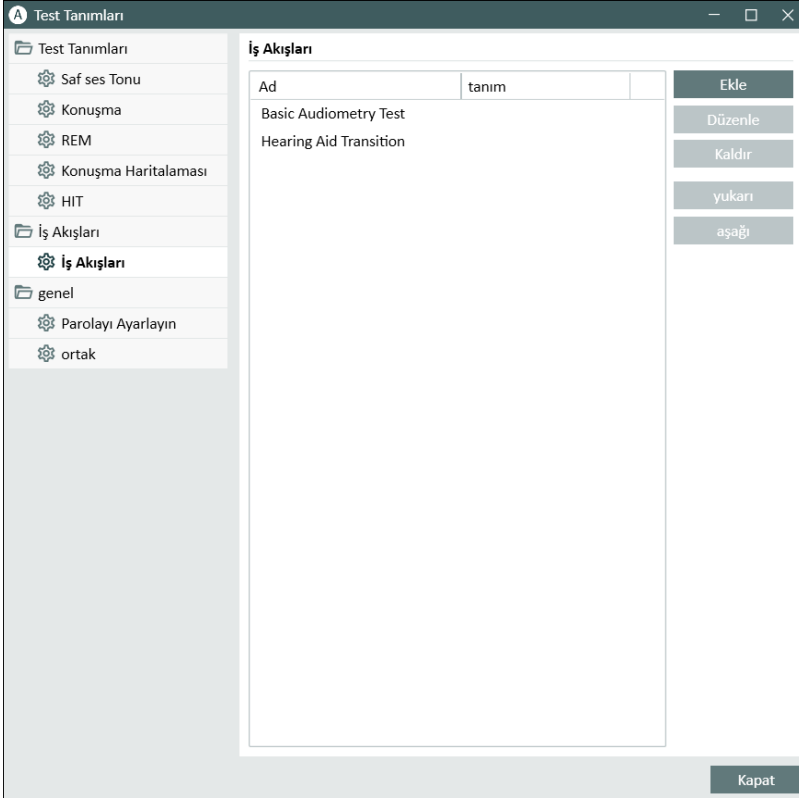 A Test Tanımları
Test Tanımları
Saf ses Tonu
Konuşma
REM
Konuşma Haritalaması
HIT
İş Akışları
İş Akışları
genel
Parolayı Ayarlayın
ortak
İş Akışları
Ad tanım
Basic Audiometry Test
Hearing Aid Transition
Ekle
Düzenle
Kaldır
yukarı
aşağı
Kapat